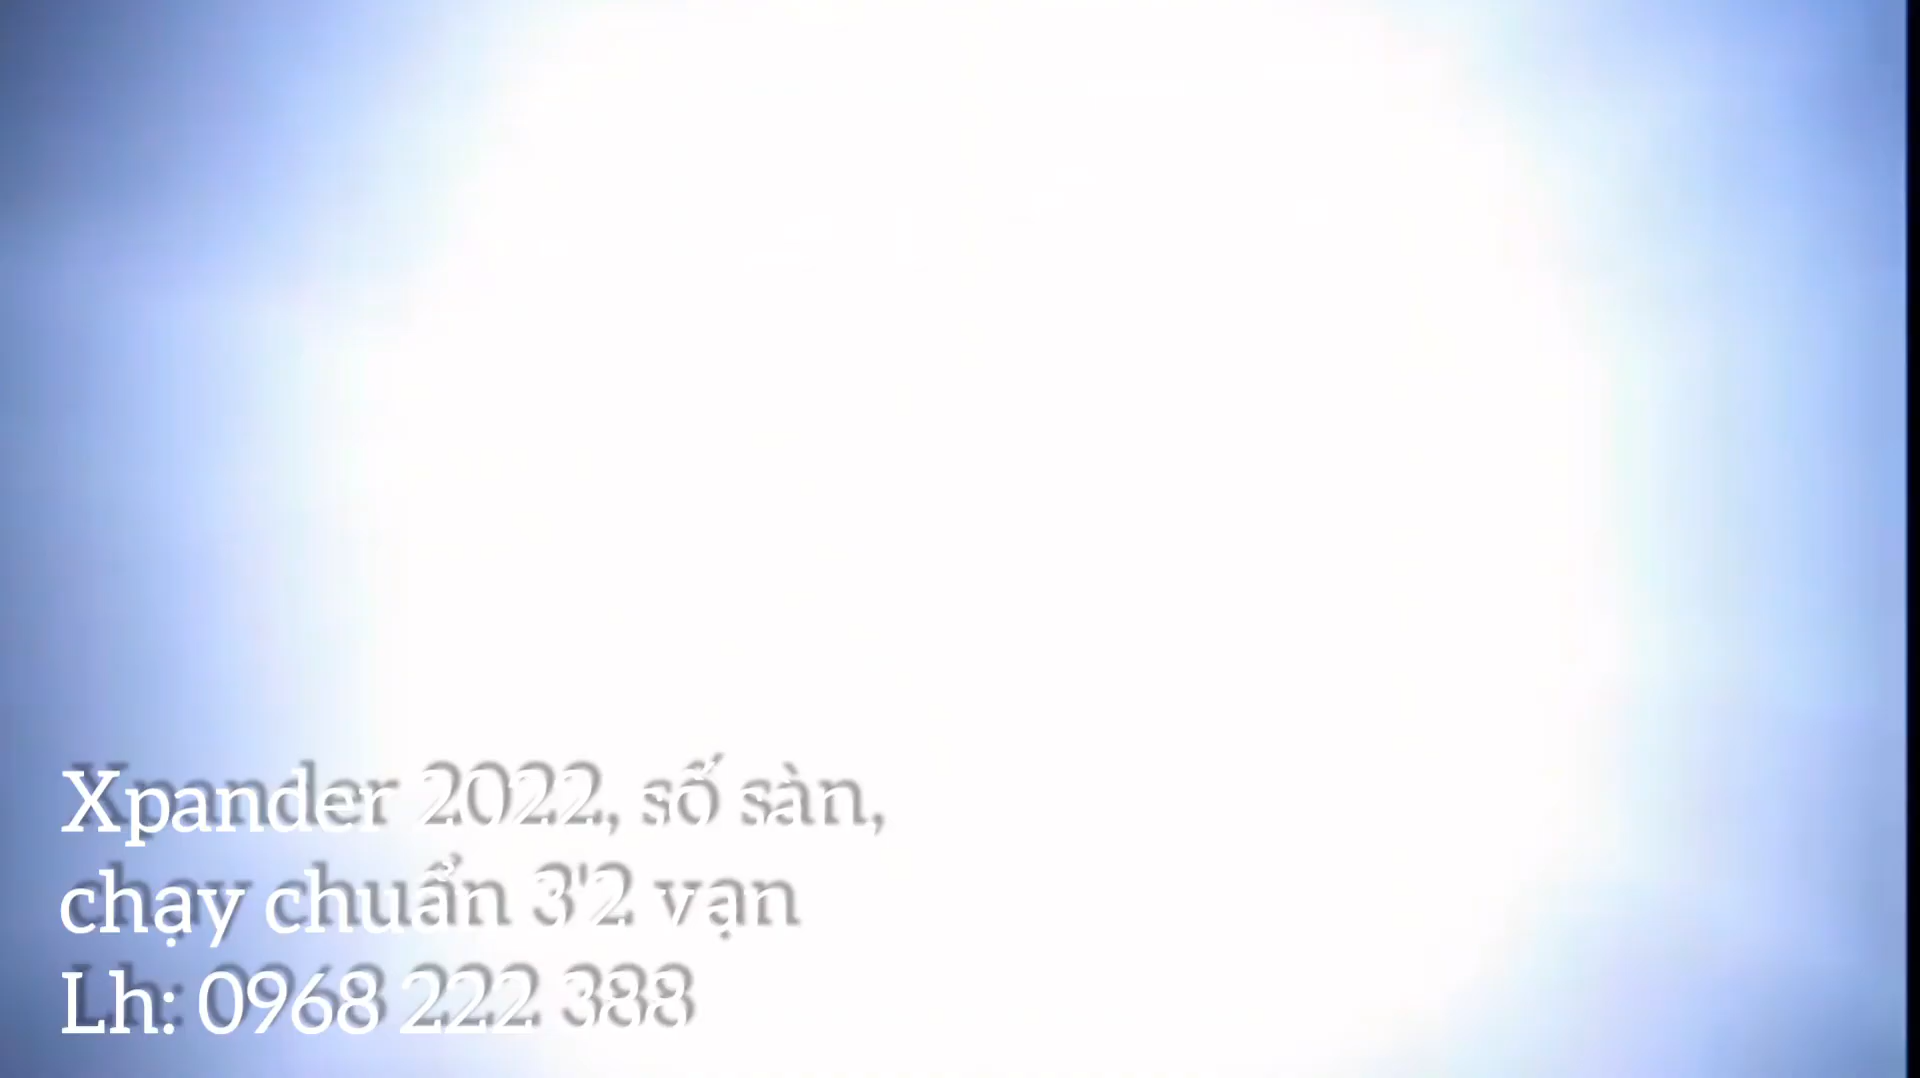 Xpander 2022, số sàn,
chạy chuẩn 3'2 vạn
Lh: 0968 222 388